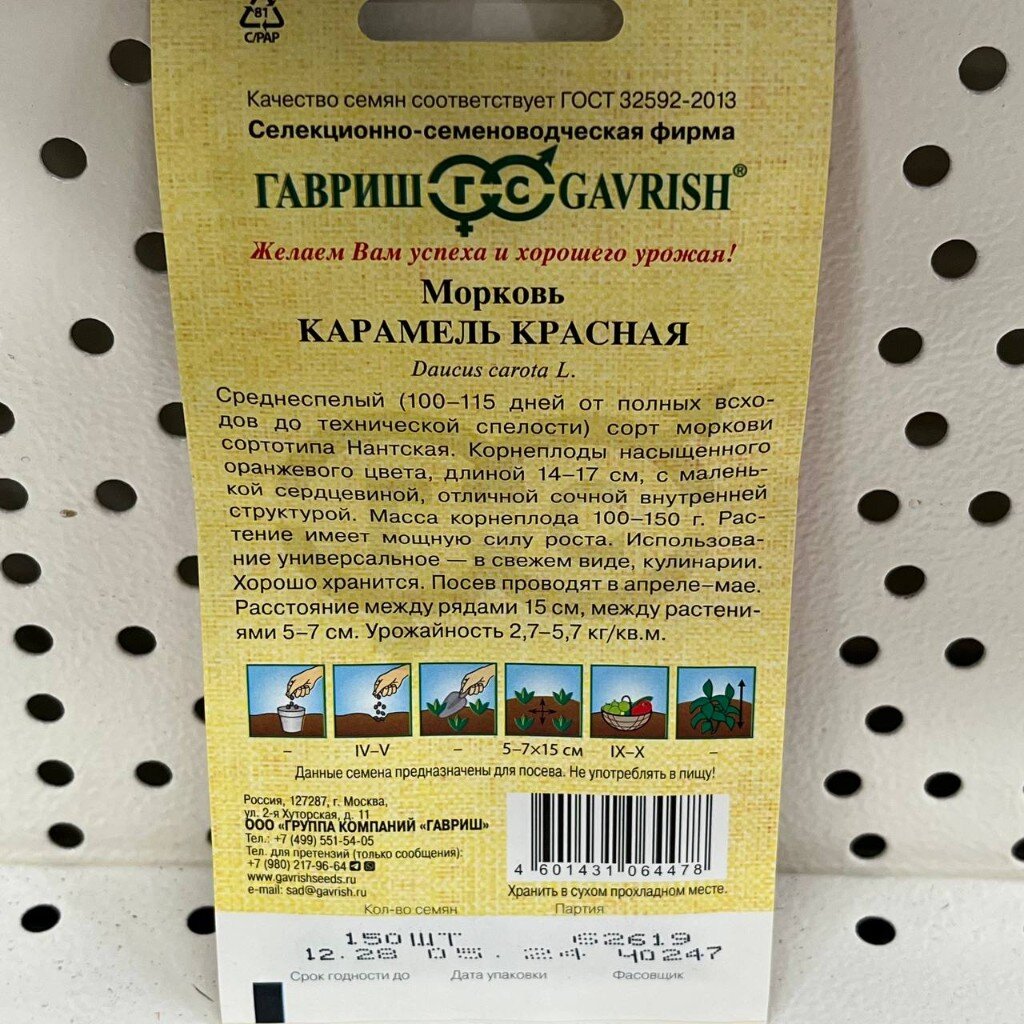 81
C/PAP
Качество семян соответствует ГОСТ 32592-2013
Селекционно-семеноводческая фирма
ГАВРИШ ГС GAVRISH®
Желаем Вам успеха и хорошего урожая!
Морковь
КАРАМЕЛЬ КРАСНАЯ
Daucus carota L.
Среднеспелый (100–115 дней от полных всхо-
дов до технической спелости) сорт моркови
сортотипа Нантская. Корнеплоды насыщенного
оранжевого цвета, длиной 14–17 см, с малень-
кой сердцевиной, отличной сочной внутренней
структурой. Масса корнеплода 100–150 г. Рас-
тение имеет мощную силу роста. Использова-
ние универсальное — в свежем виде, кулинарии.
Хорошо хранится. Посев проводят в апреле–мае.
Расстояние между рядами 15 см, между растени-
ями 5–7 см. Урожайность 2,7–5,7 кг/кв.м.
– IV–V – 5–7×15 см IX–X –
Данные семена предназначены для посева. Не употреблять в пищу!
Россия, 127287, г. Москва,
ул. 2-я Хуторская, д. 11
ООО «ГРУППА КОМПАНИЙ «ГАВРИШ»
Тел.: +7 (499) 551-54-05
Тел. для претензий (только сообщения):
+7 (980) 217-96-64
www.gavrishseeds.ru
e-mail: sad@gavrish.ru
4 601431 064478
Хранить в сухом прохладном месте.
Кол-во семян Партия
150 ШТ 62619
12.28 05.24 40247
Срок годности до Дата упаковки Фасовщик